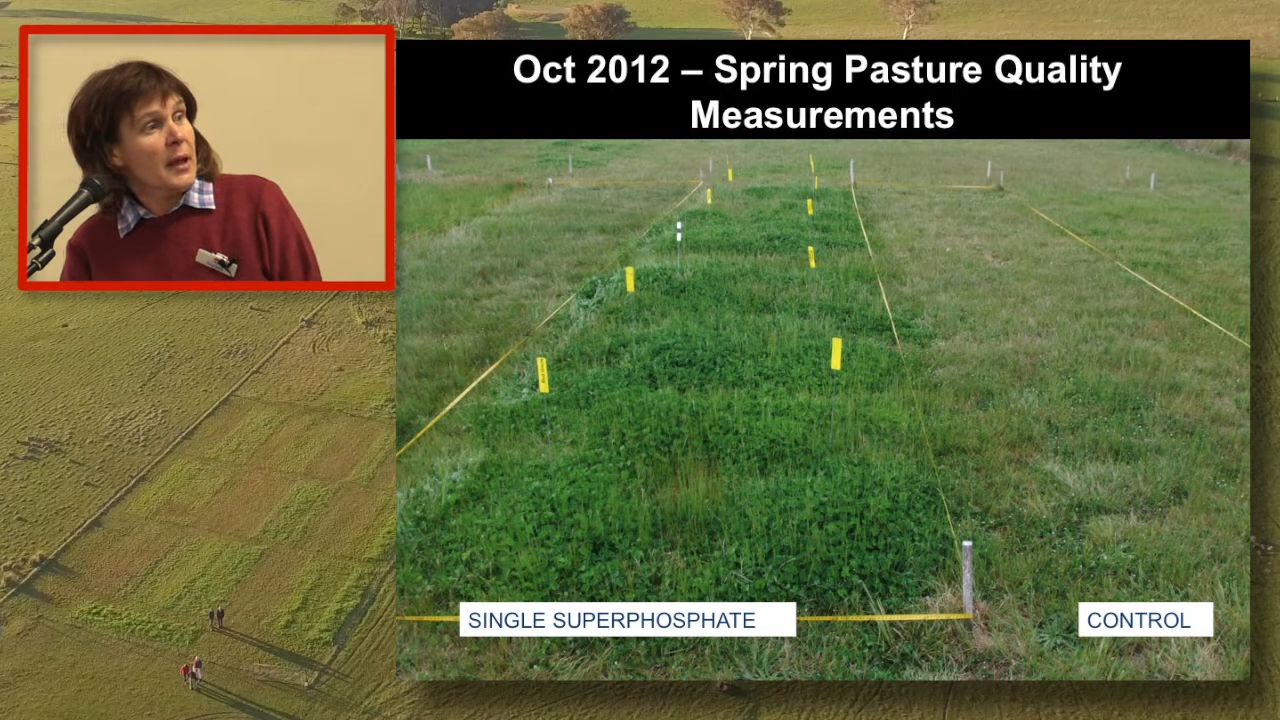 Oct 2012 – Spring Pasture Quality
Measurements
SINGLE SUPERPHOSPHATE
CONTROL